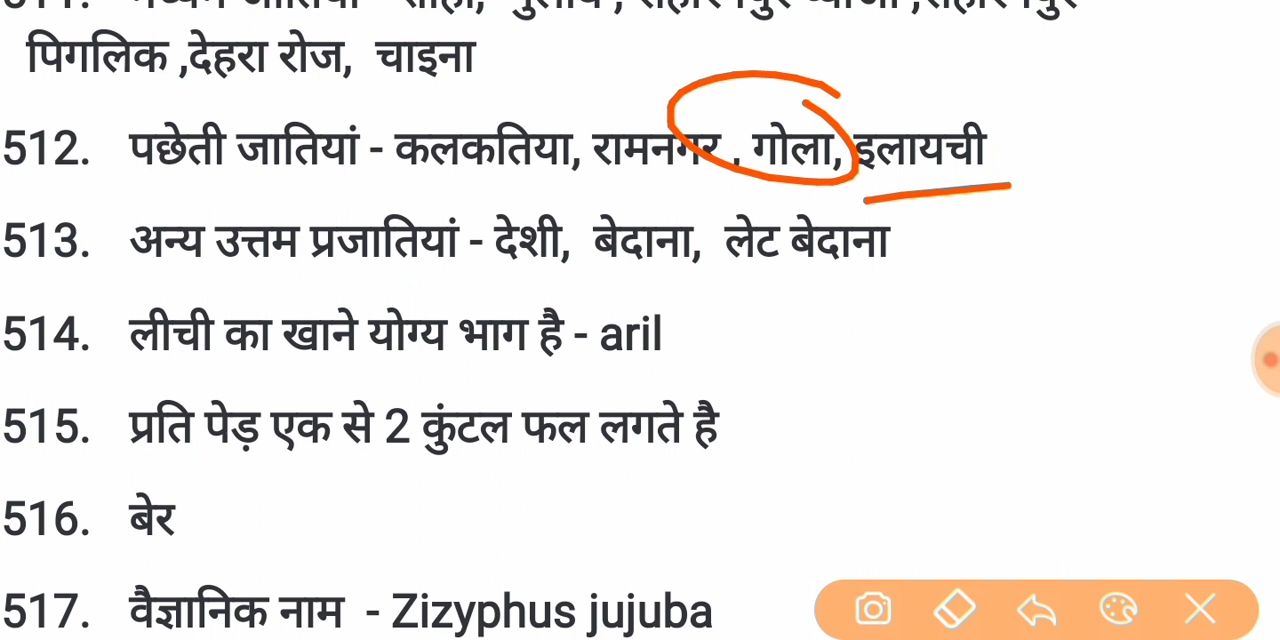 पिगलिक ,देहरा रोज, चाइना
512. पछेती जातियां - कलकतिया, रामनगर , गोला, इलायची
513. अन्य उत्तम प्रजातियां - देशी, बेदाना, लेट बेदाना
514. लीची का खाने योग्य भाग है - aril
515. प्रति पेड़ एक से 2 कुंटल फल लगते है
516. बेर
517. वैज्ञानिक नाम - Zizyphus jujuba